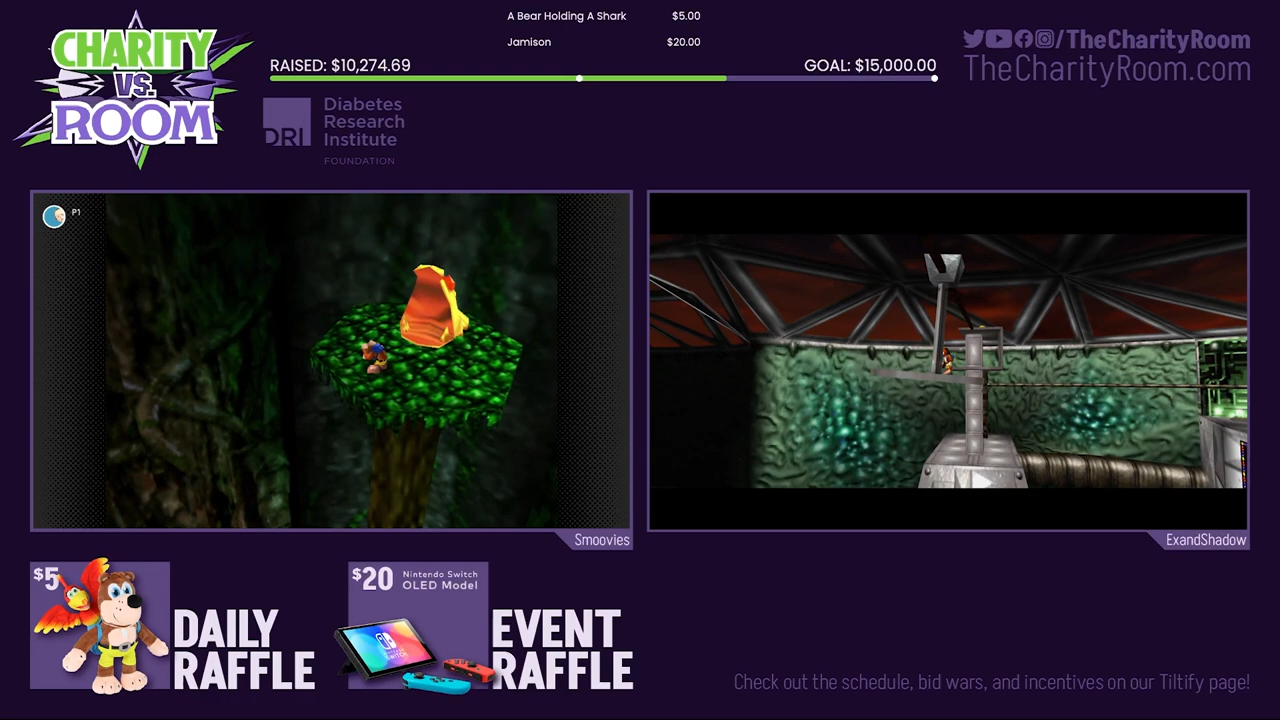 CHARITY
VS.
ROOM
A Bear Holding A Shark $5.00
Jamison $20.00
RAISED: $10,274.69 GOAL: $15,000.00
DRI
Diabetes
Research
Institute
FOUNDATION
/TheCharityRoom
TheCharityRoom.com
P1
Smoovies
ExandShadow
$5
DAILY
RAFFLE
$20 Nintendo Switch
OLED Model
EVENT
RAFFLE
Check out the schedule, bid wars, and incentives on our Tiltify page!